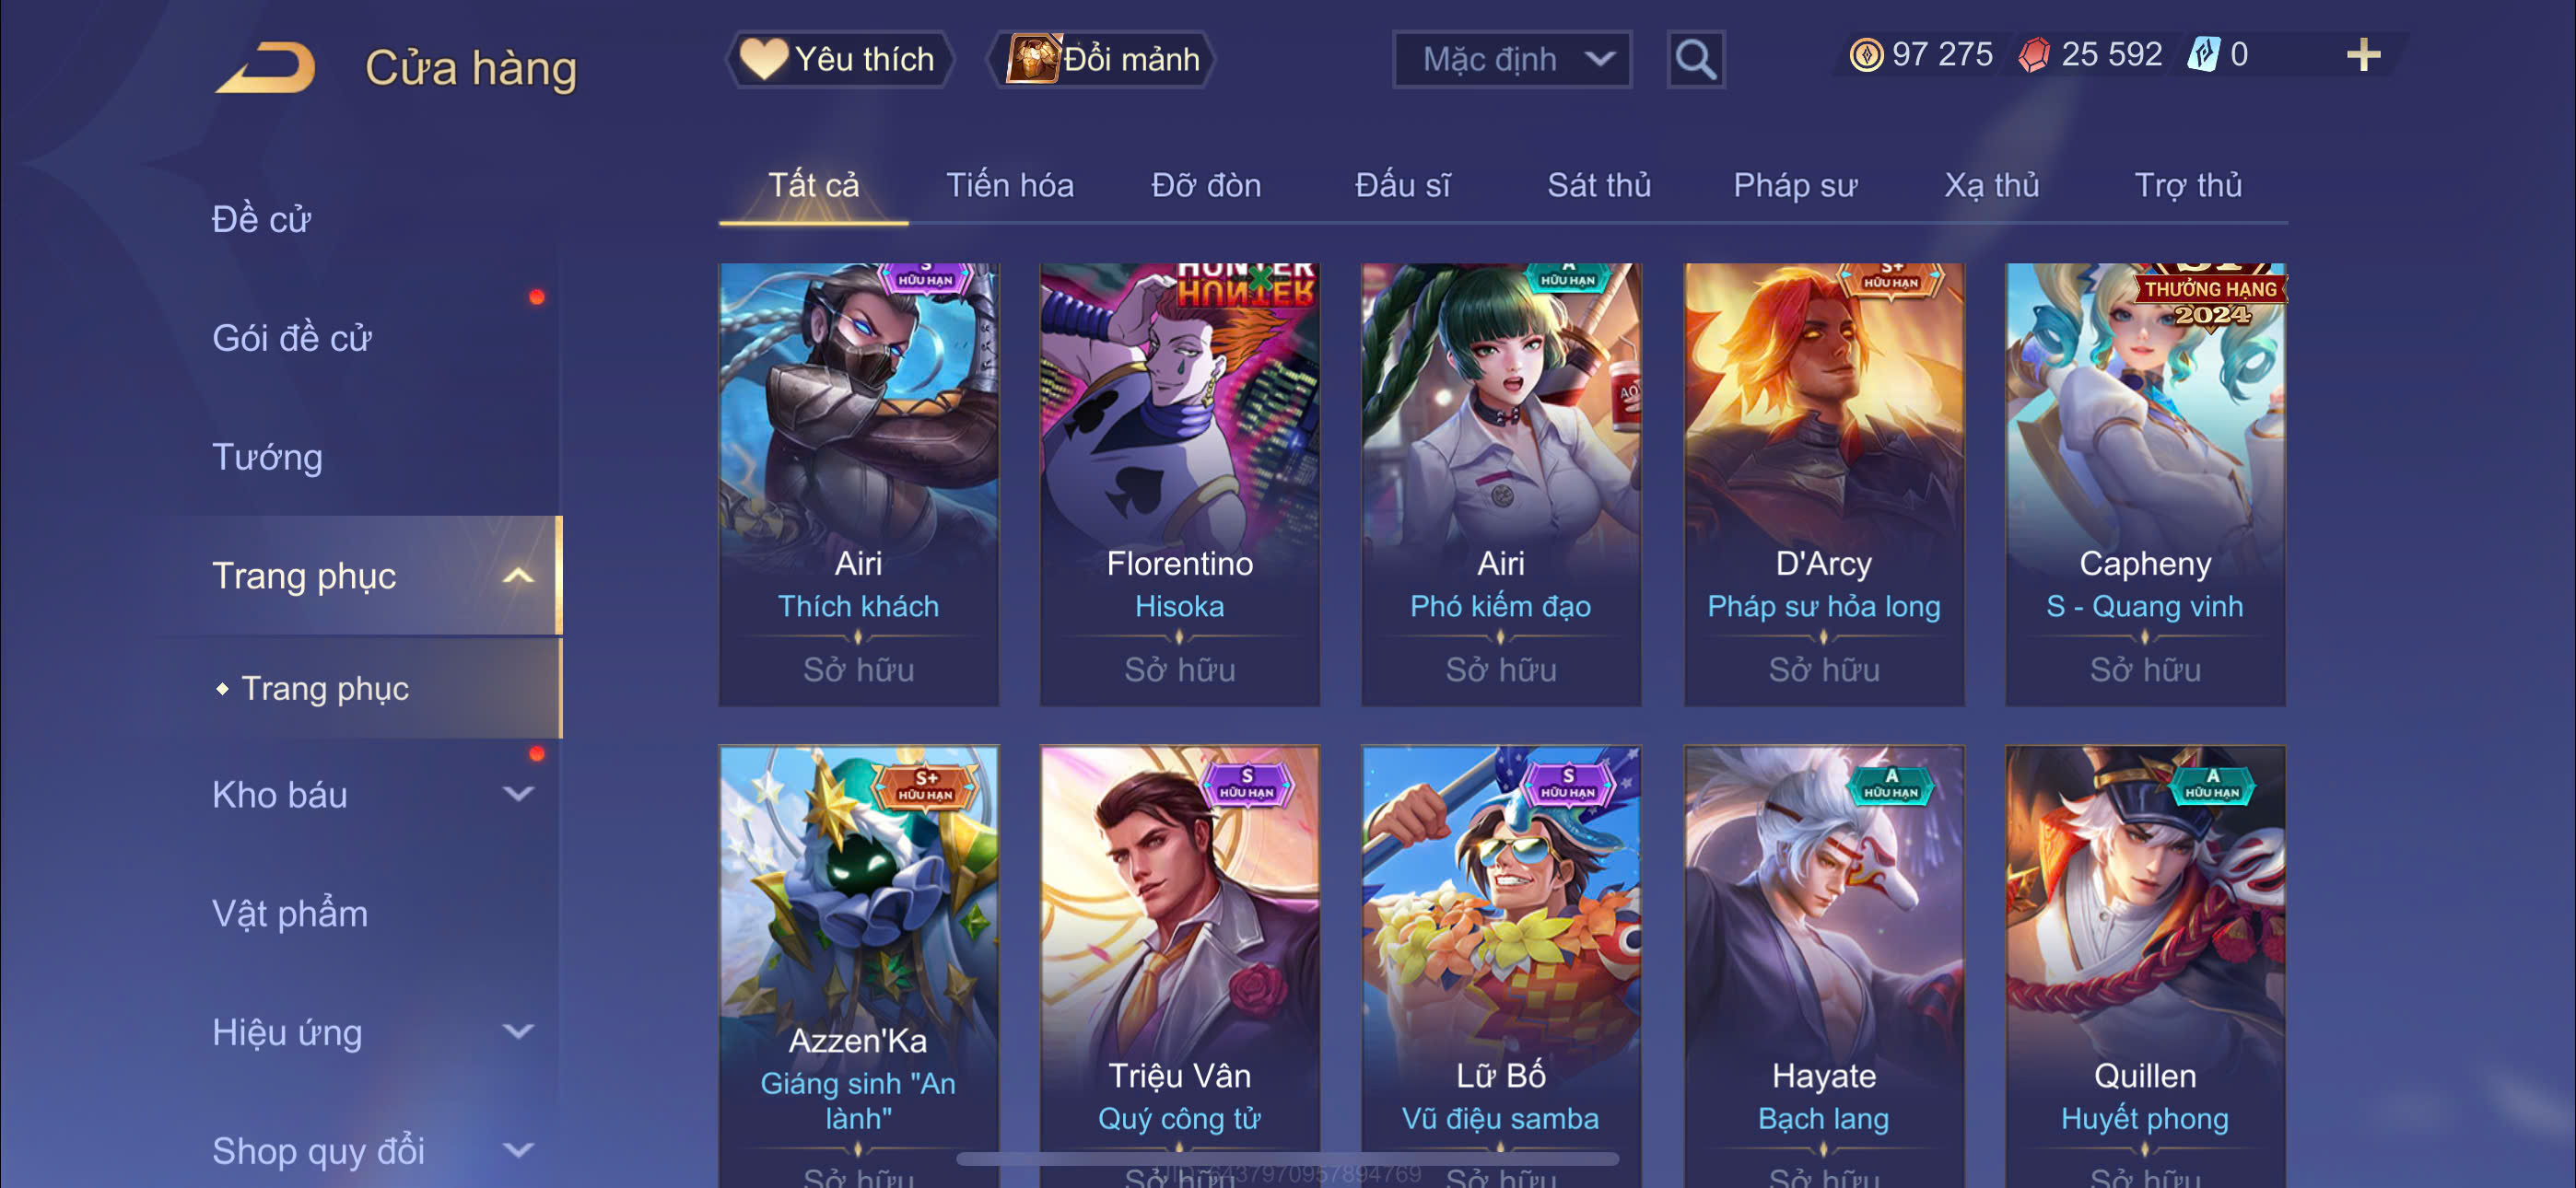 Cửa hàng
Yêu thích
Đổi mảnh
Mặc định
97 275
25 592
0
Tất cả
Tiến hóa
Đỡ đòn
Đấu sĩ
Sát thủ
Pháp sư
Xạ thủ
Trợ thủ
Đề cử
Gói đề cử
Tướng
Trang phục
Trang phục
Kho báu
Vật phẩm
Hiệu ứng
Shop quy đổi
S
HỮU HẠN
Airi
Thích khách
Sở hữu
HUNTER
HUNTER
Florentino
Hisoka
Sở hữu
A
HỮU HẠN
Airi
Phó kiếm đạo
Sở hữu
S+
HỮU HẠN
D'Arcy
Pháp sư hỏa long
Sở hữu
THƯỞNG HẠNG
2024
Capheny
S - Quang vinh
Sở hữu
S+
HỮU HẠN
Azzen'Ka
Giáng sinh "An
lành"
Sở hữu
S
HỮU HẠN
Triệu Vân
Quý công tử
Sở hữu
S
HỮU HẠN
Lữ Bố
Vũ điệu samba
Sở hữu
A
HỮU HẠN
Hayate
Bạch lang
Sở hữu
A
HỮU HẠN
Quillen
Huyết phong
Sở hữu